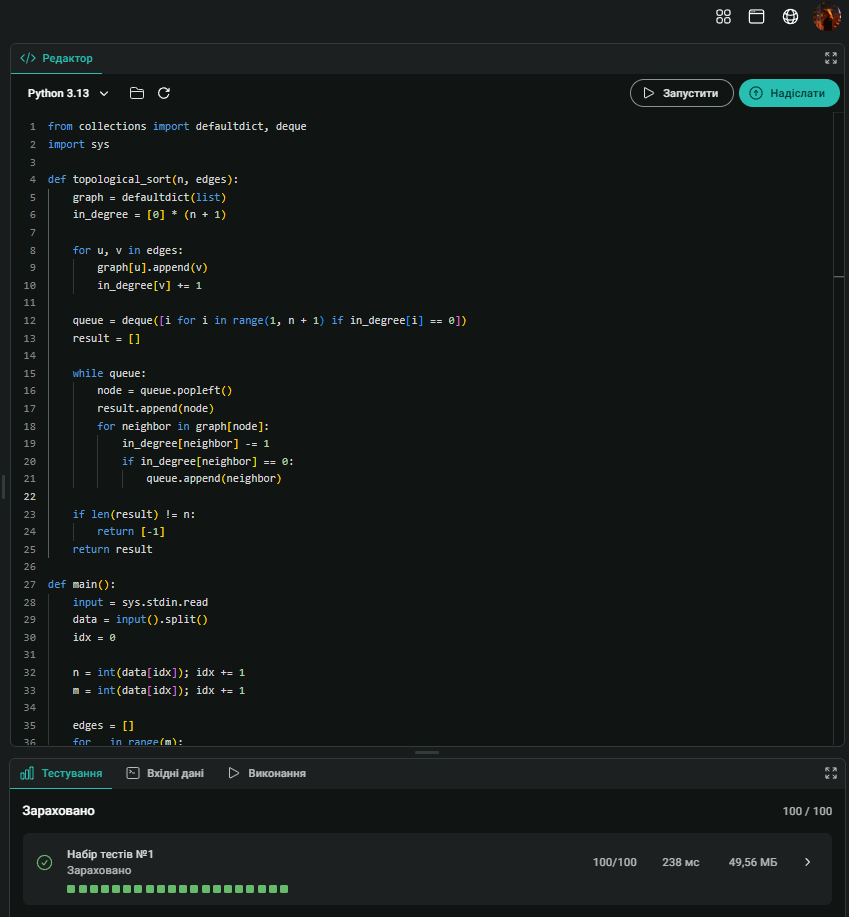 </> Редактор
Python 3.13
Запустити
Надіслати
1 from collections import defaultdict, deque
2 import sys
3
4 def topological_sort(n, edges):
5     graph = defaultdict(list)
6     in_degree = [0] * (n + 1)
7
8     for u, v in edges:
9         graph[u].append(v)
10         in_degree[v] += 1
11
12     queue = deque([i for i in range(1, n + 1) if in_degree[i] == 0])
13     result = []
14
15     while queue:
16         node = queue.popleft()
17         result.append(node)
18         for neighbor in graph[node]:
19             in_degree[neighbor] -= 1
20             if in_degree[neighbor] == 0:
21                 queue.append(neighbor)
22
23     if len(result) != n:
24         return [-1]
25     return result
26
27 def main():
28     input = sys.stdin.read
29     data = input().split()
30     idx = 0
31
32     n = int(data[idx]); idx += 1
33     m = int(data[idx]); idx += 1
34
35     edges = []
36     for _ in range(m):
Тестування
Вхідні дані
Виконання
Зараховано
100 / 100
Набір тестів №1
Зараховано
100/100
238 мс
49,56 МБ